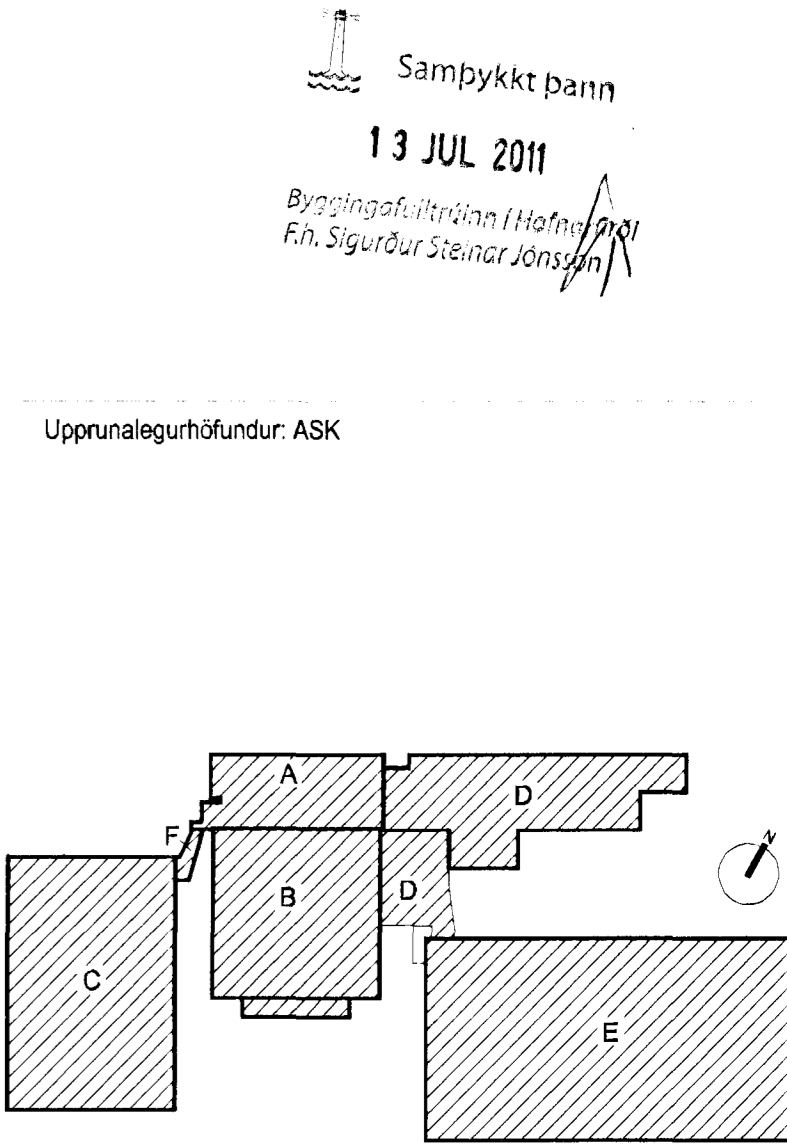 Samþykkt þann
13 JUL 2011
Byggingafulltrúinn í Hafnarfirði
F.h. Sigurður Steinar Jónsson
Upprunalegurhöfundur: ASK
A
D
F
N
B
D
C
E